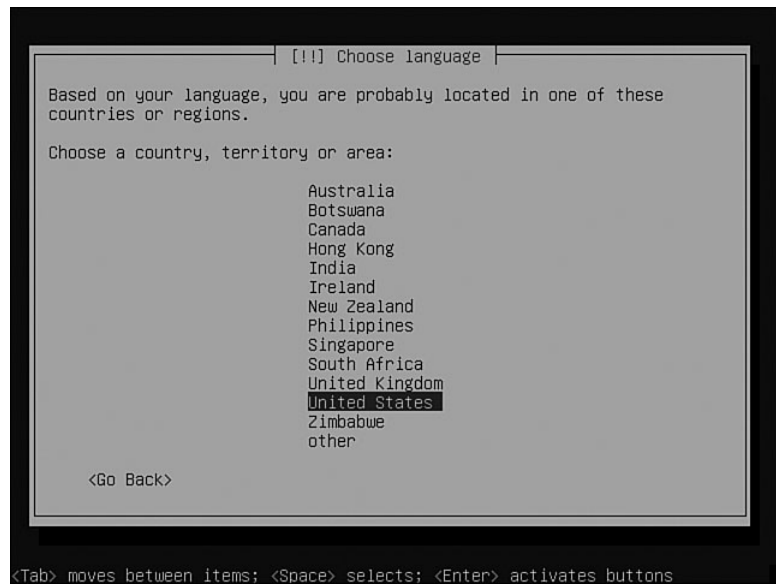 [!!] Choose language
Based on your language, you are probably located in one of these
countries or regions.
Choose a country, territory or area:
Australia
Botswana
Canada
Hong Kong
India
Ireland
New Zealand
Philippines
Singapore
South Africa
United Kingdom
United States
Zimbabwe
other
<Go Back>
<Tab> moves between items; <Space> selects; <Enter> activates buttons